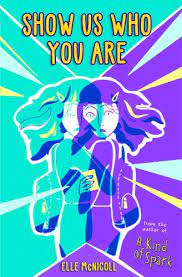 SHOW US WHO
YOU ARE
from the
author of
A Kind
of Spark
ELLE McNICOLL